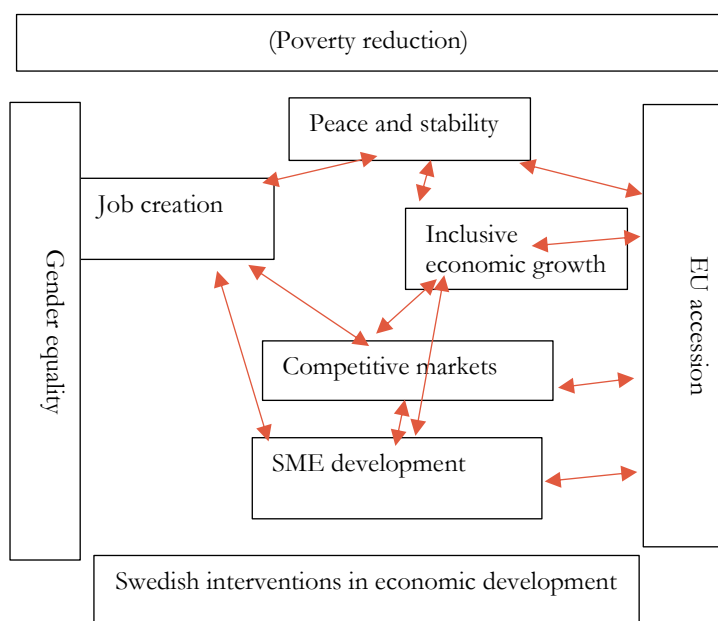 (Poverty reduction)
Peace and stability
Job creation
Inclusive
economic growth
Gender equality
EU accession
Competitive markets
SME development
Swedish interventions in economic development